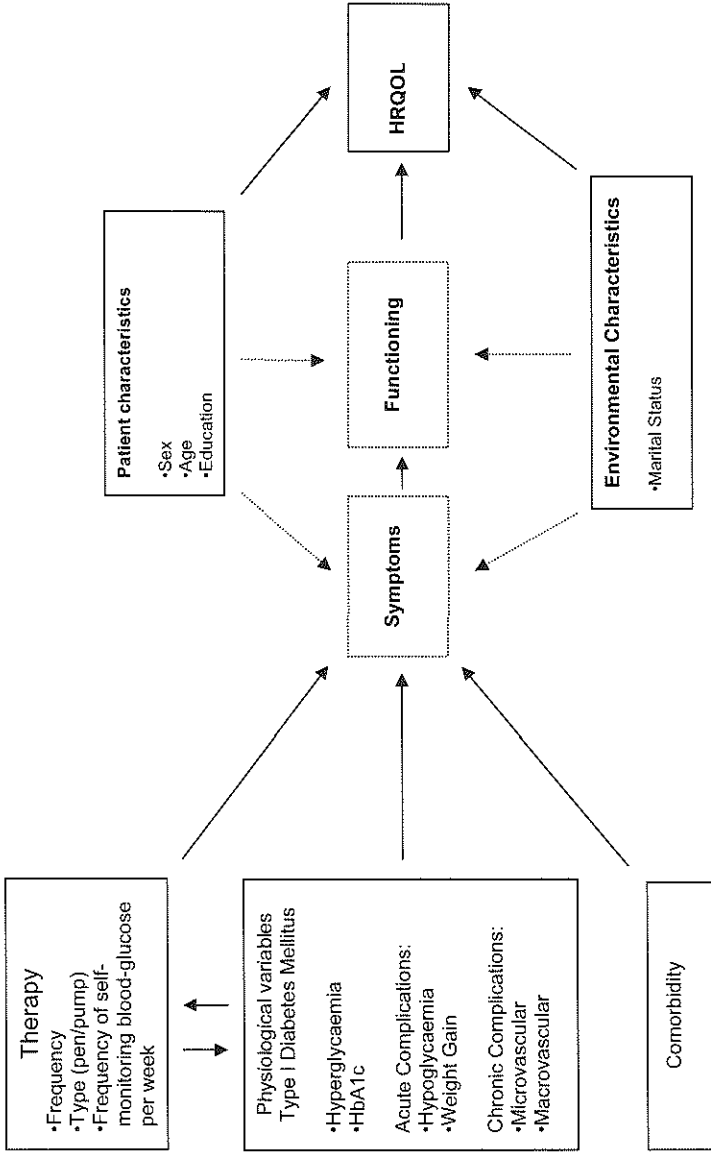 Therapy
•Frequency
•Type (pen/pump)
•Frequency of self-
monitoring blood-glucose
per week
Physiological variables
Type I Diabetes Mellitus
•Hyperglycaemia
•HbA1c
Acute Complications:
•Hypoglycaemia
•Weight Gain
Chronic Complications:
•Microvascular
•Macrovascular
Comorbidity
Symptoms
Patient characteristics
•Sex
•Age
•Education
Functioning
Environmental Characteristics
•Marital Status
HRQOL